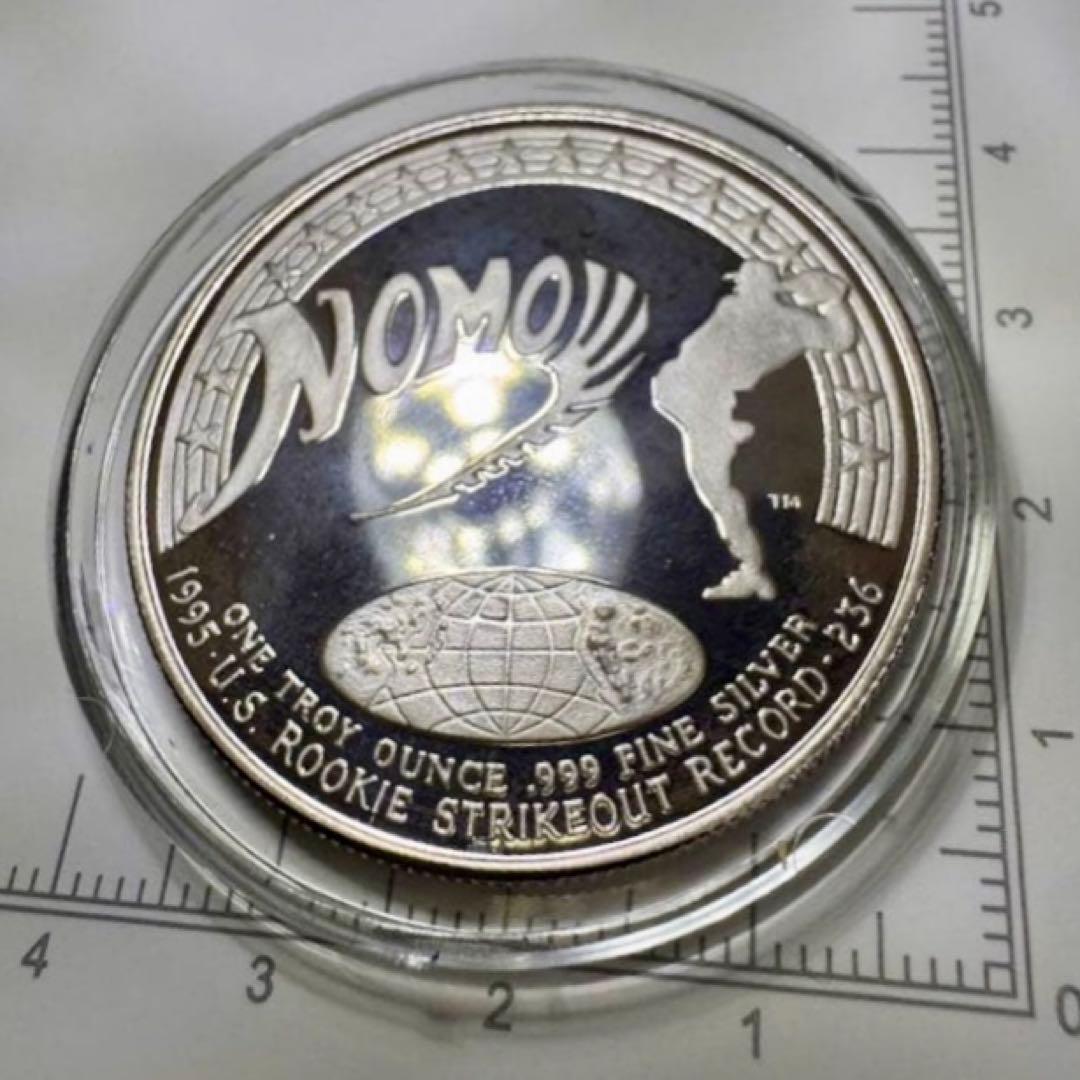 NOMO
TM
ONE TROY OUNCE .999 FINE SILVER
1995 · U.S. ROOKIE STRIKEOUT RECORD · 236
5
4
3
2
1
4
3
2
1
0